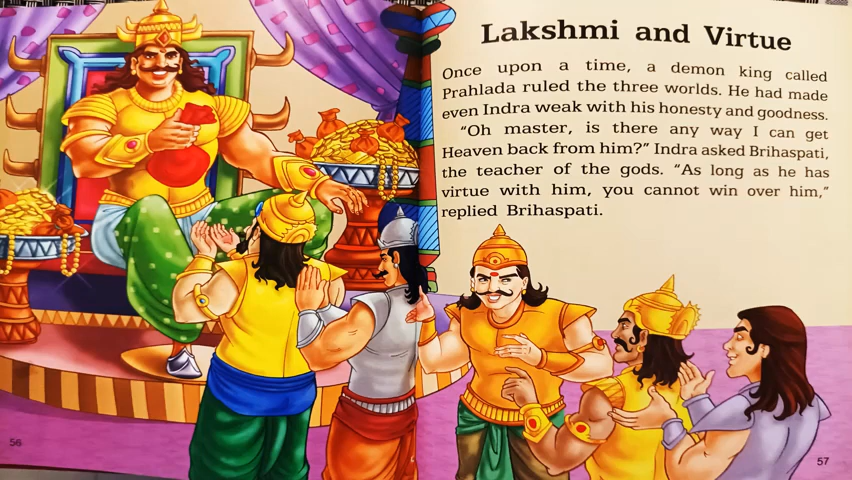 Lakshmi and Virtue
Once upon a time, a demon king called
Prahlada ruled the three worlds. He had made
even Indra weak with his honesty and goodness.
"Oh master, is there any way I can get
Heaven back from him?" Indra asked Brihaspati,
the teacher of the gods. "As long as he has
virtue with him, you cannot win over him,"
replied Brihaspati.
56
57